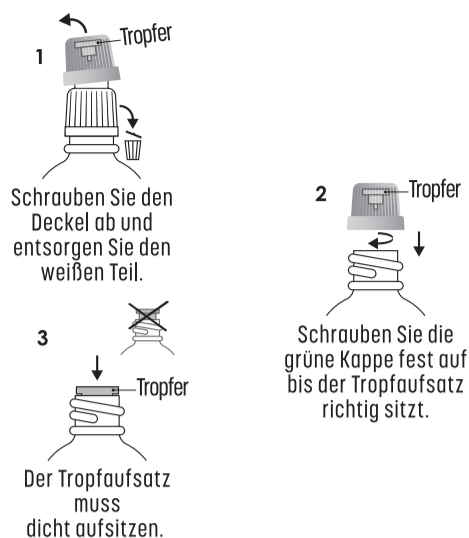 1
Tropfer
Schrauben Sie den
Deckel ab und
entsorgen Sie den
weißen Teil.
2
Tropfer
Schrauben Sie die
grüne Kappe fest auf
bis der Tropfaufsatz
richtig sitzt.
3
Tropfer
Der Tropfaufsatz
muss
dicht aufsitzen.